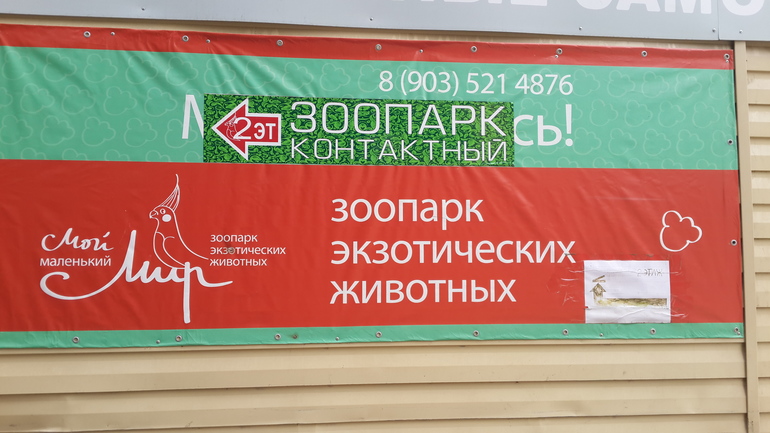 8 (903) 521 4876
2 ЭТ
ЗООПАРК
КОНТАКТНЫЙ
сь!
Мой
маленький
Мир
зоопарк
экзотических
животных
зоопарк
экзотических
животных